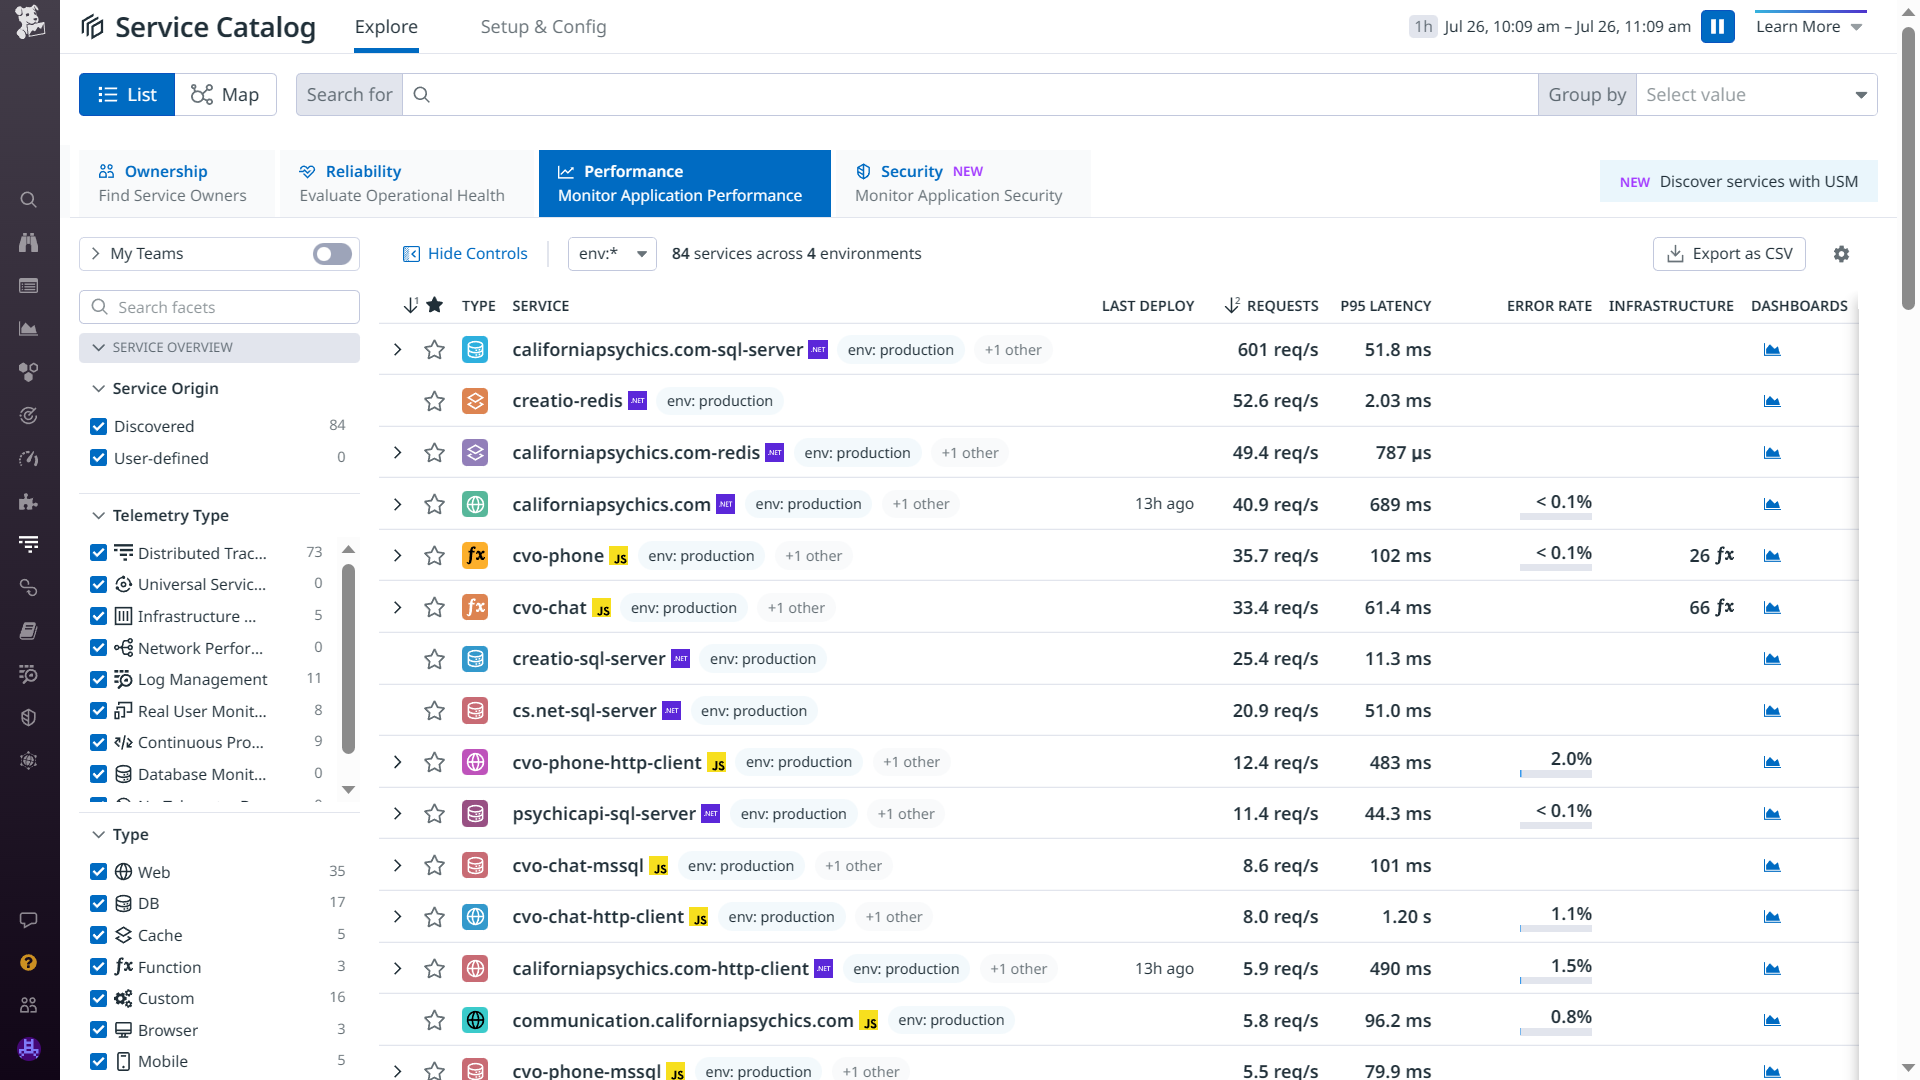 Service Catalog
Explore
Setup & Config
1h Jul 26, 10:09 am – Jul 26, 11:09 am
Learn More
List
Map
Search for
Group by
Select value
Ownership
Find Service Owners
Reliability
Evaluate Operational Health
Performance
Monitor Application Performance
Security NEW
Monitor Application Security
NEW Discover services with USM
My Teams
Hide Controls
env:*
84 services across 4 environments
Export as CSV
Search facets
SERVICE OVERVIEW
Service Origin
Discovered 84
User-defined 0
Telemetry Type
Distributed Trac... 73
Universal Servic... 0
Infrastructure ... 5
Network Perfor... 0
Log Management 11
Real User Monit... 8
Continuous Pro... 9
Database Monit... 0
Type
Web 35
DB 17
Cache 5
fx Function 3
Custom 16
Browser 3
Mobile 5
1 TYPE SERVICE LAST DEPLOY 2 REQUESTS P95 LATENCY ERROR RATE INFRASTRUCTURE DASHBOARDS
californiapsychics.com-sql-server .NET env: production +1 other 601 req/s 51.8 ms
creatio-redis .NET env: production 52.6 req/s 2.03 ms
californiapsychics.com-redis .NET env: production +1 other 49.4 req/s 787 µs
californiapsychics.com .NET env: production +1 other 13h ago 40.9 req/s 689 ms < 0.1%
fx cvo-phone JS env: production +1 other 35.7 req/s 102 ms < 0.1% 26 fx
fx cvo-chat JS env: production +1 other 33.4 req/s 61.4 ms 66 fx
creatio-sql-server .NET env: production 25.4 req/s 11.3 ms
cs.net-sql-server .NET env: production 20.9 req/s 51.0 ms
cvo-phone-http-client JS env: production +1 other 12.4 req/s 483 ms 2.0%
psychicapi-sql-server .NET env: production +1 other 11.4 req/s 44.3 ms < 0.1%
cvo-chat-mssql JS env: production +1 other 8.6 req/s 101 ms
cvo-chat-http-client JS env: production +1 other 8.0 req/s 1.20 s 1.1%
californiapsychics.com-http-client .NET env: production +1 other 13h ago 5.9 req/s 490 ms 1.5%
communication.californiapsychics.com JS env: production 5.8 req/s 96.2 ms 0.8%
cvo-phone-mssql JS env: production +1 other 5.5 req/s 79.9 ms